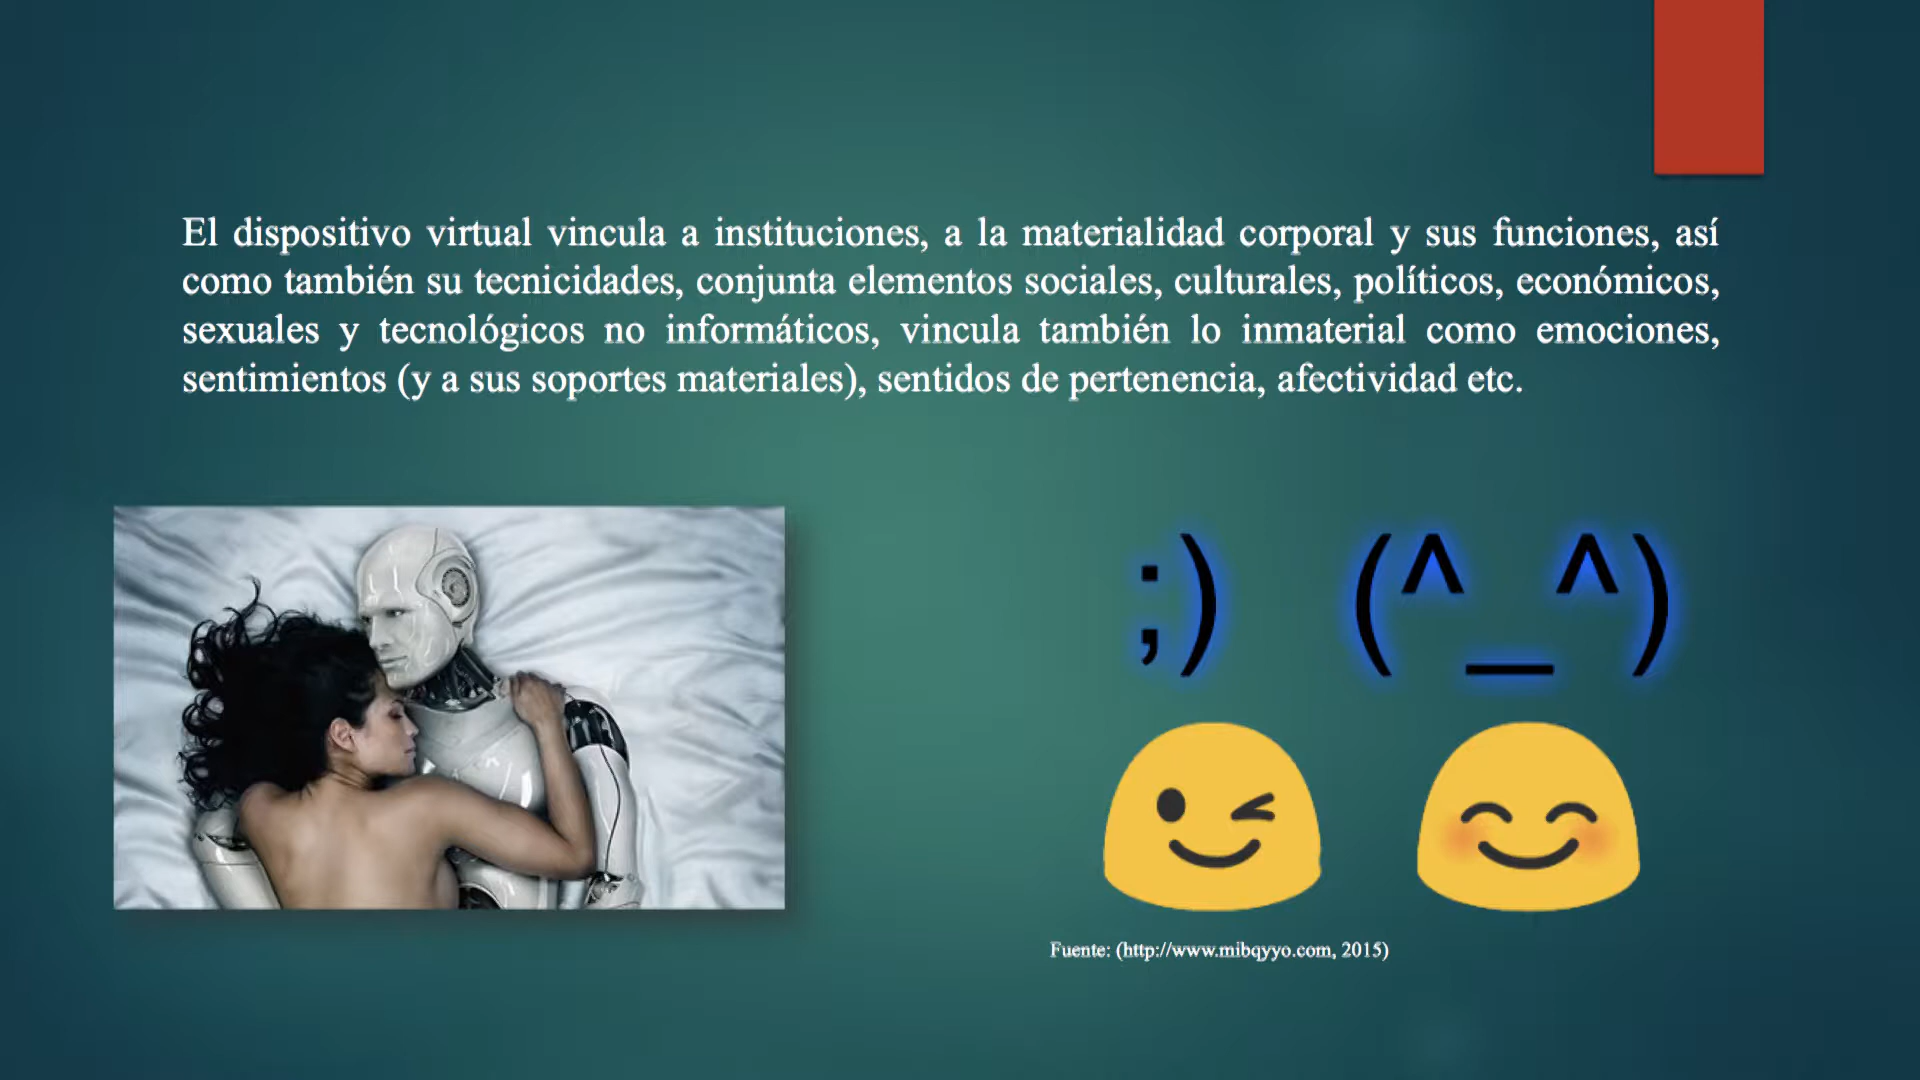 El dispositivo virtual vincula a instituciones, a la materialidad corporal y sus funciones, así
como también su tecnicidades, conjunta elementos sociales, culturales, políticos, económicos,
sexuales y tecnológicos no informáticos, vincula también lo inmaterial como emociones,
sentimientos (y a sus soportes materiales), sentidos de pertenencia, afectividad etc.
;) (^_^)
Fuente: (http://www.mibqyyo.com, 2015)